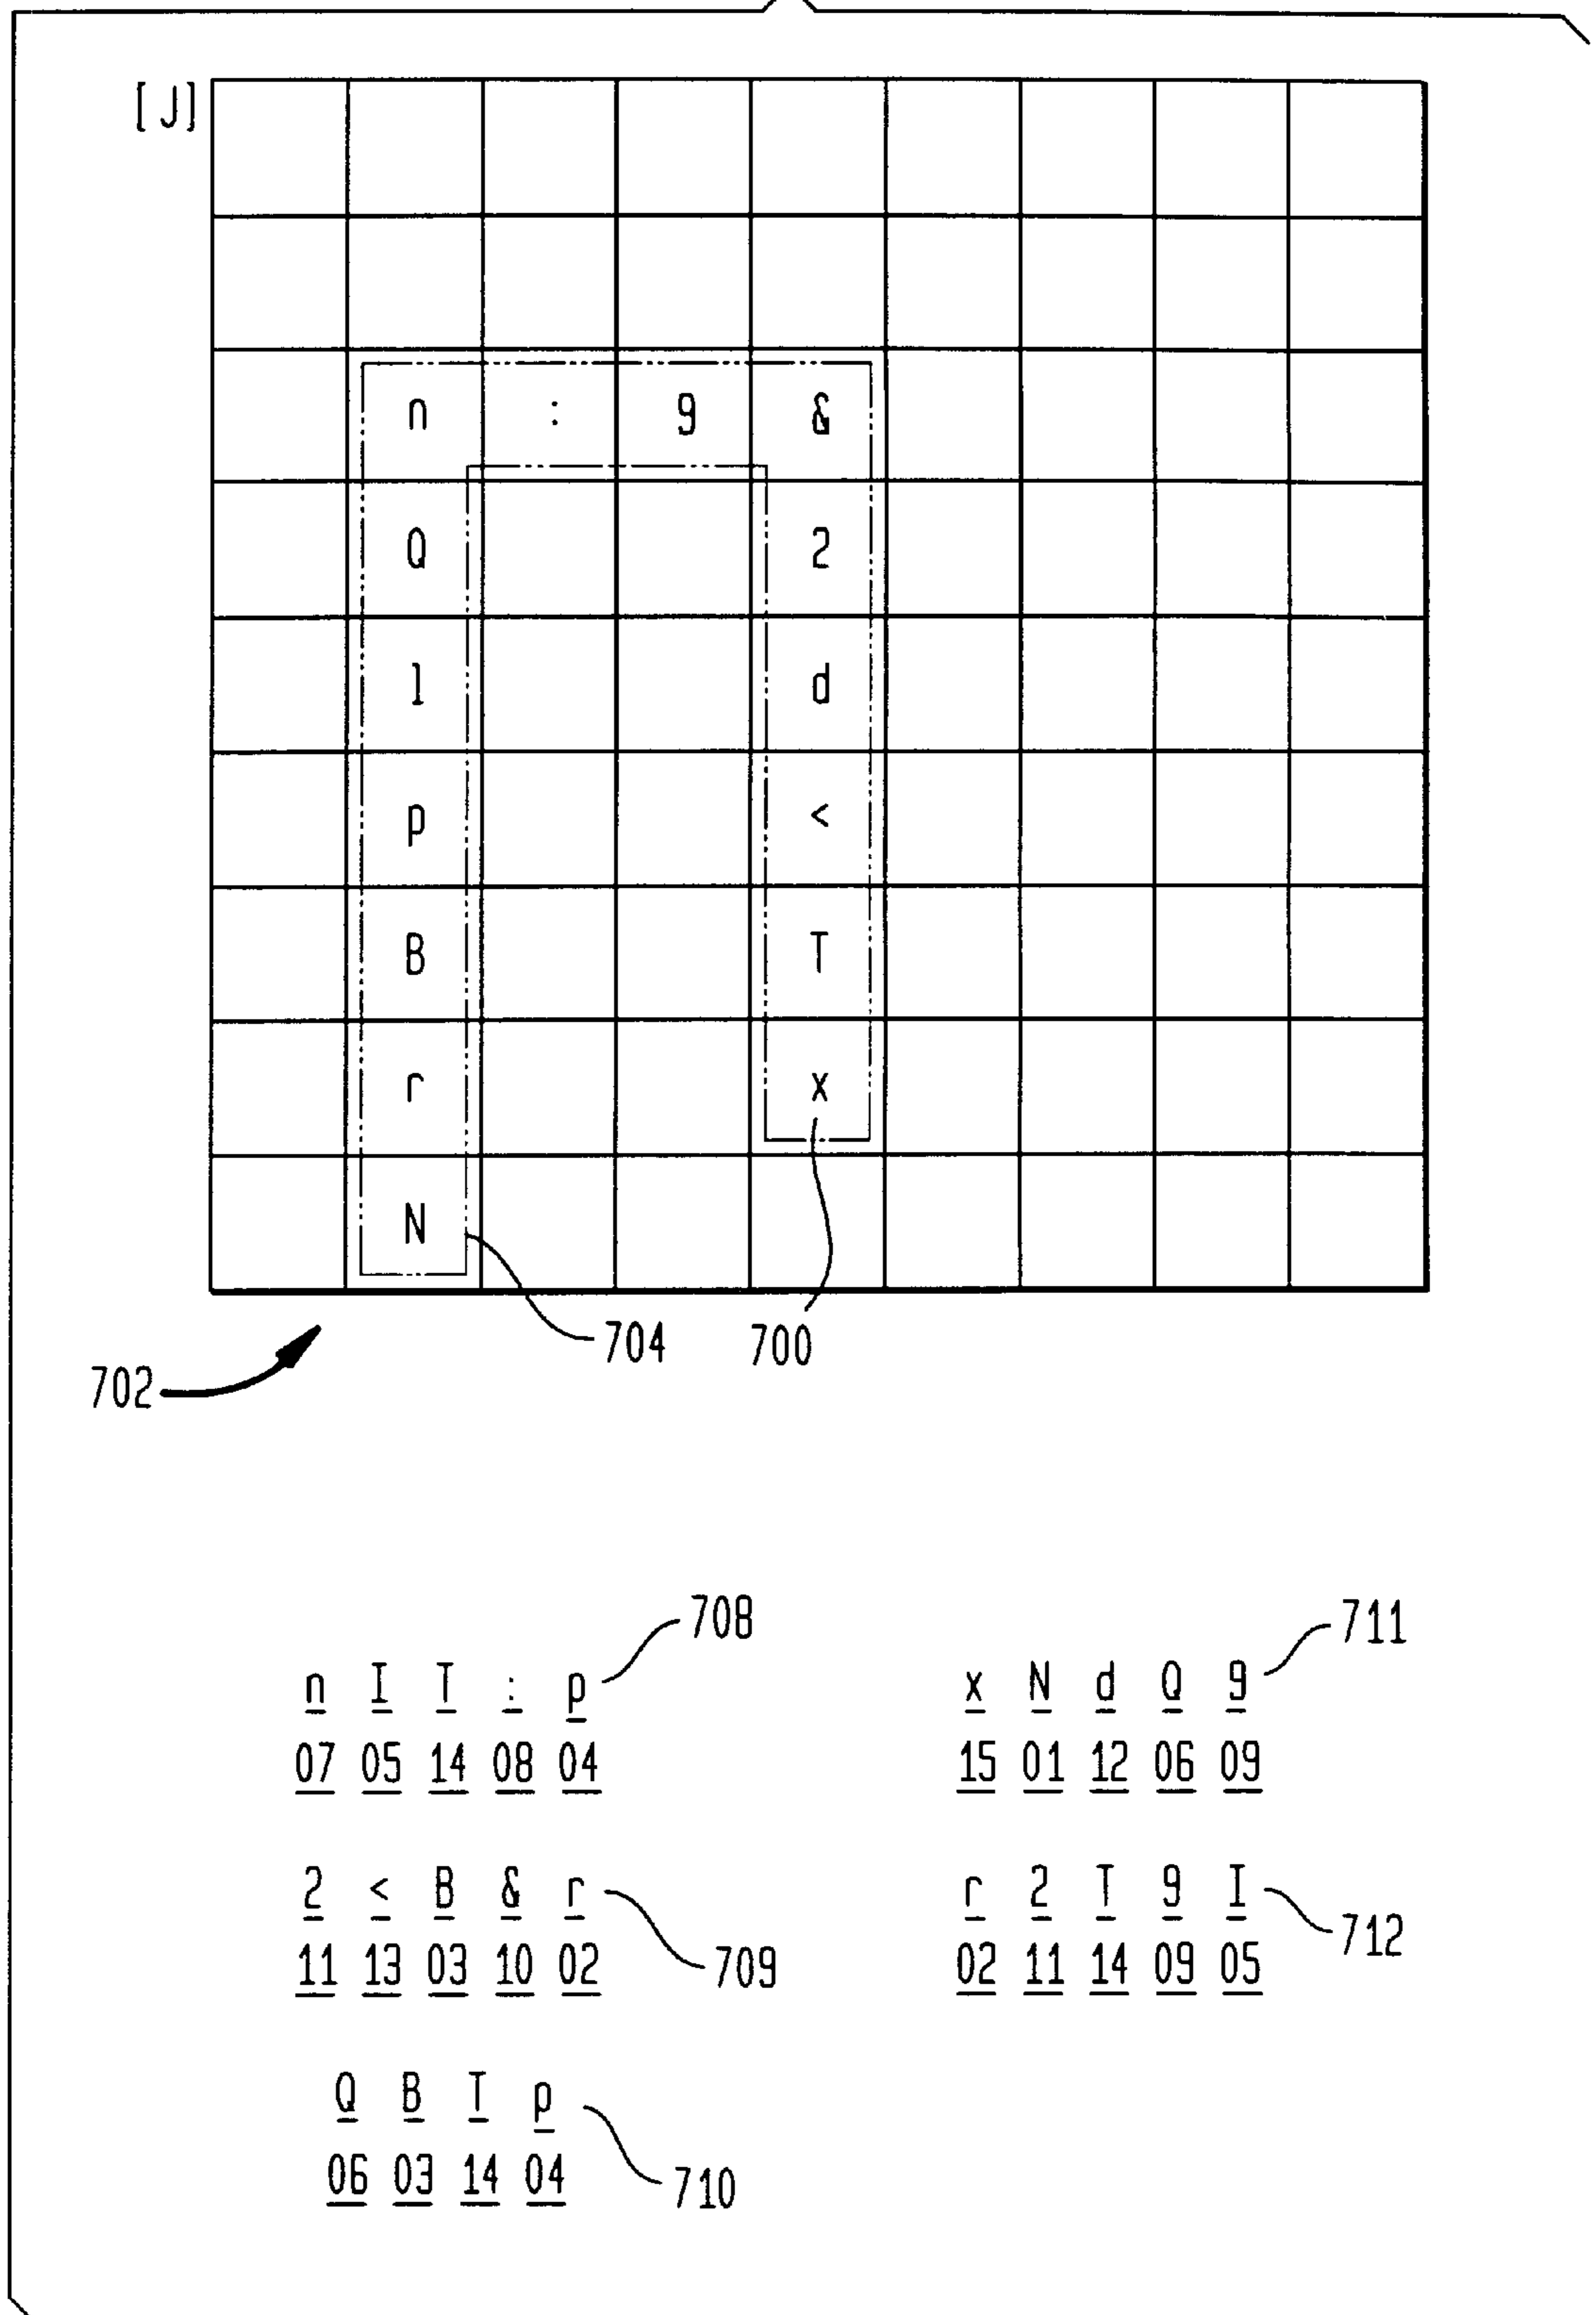 [J]
n : 9 &
Q 2
1 d
p <
B T
r x
N
704 700
702
708 711
n I T : p x N d Q 9
07 05 14 08 04 15 01 12 06 09
2 < B & r r 2 T 9 I
11 13 03 10 02 02 11 14 09 05
709 712
Q B T p
06 03 14 04
710